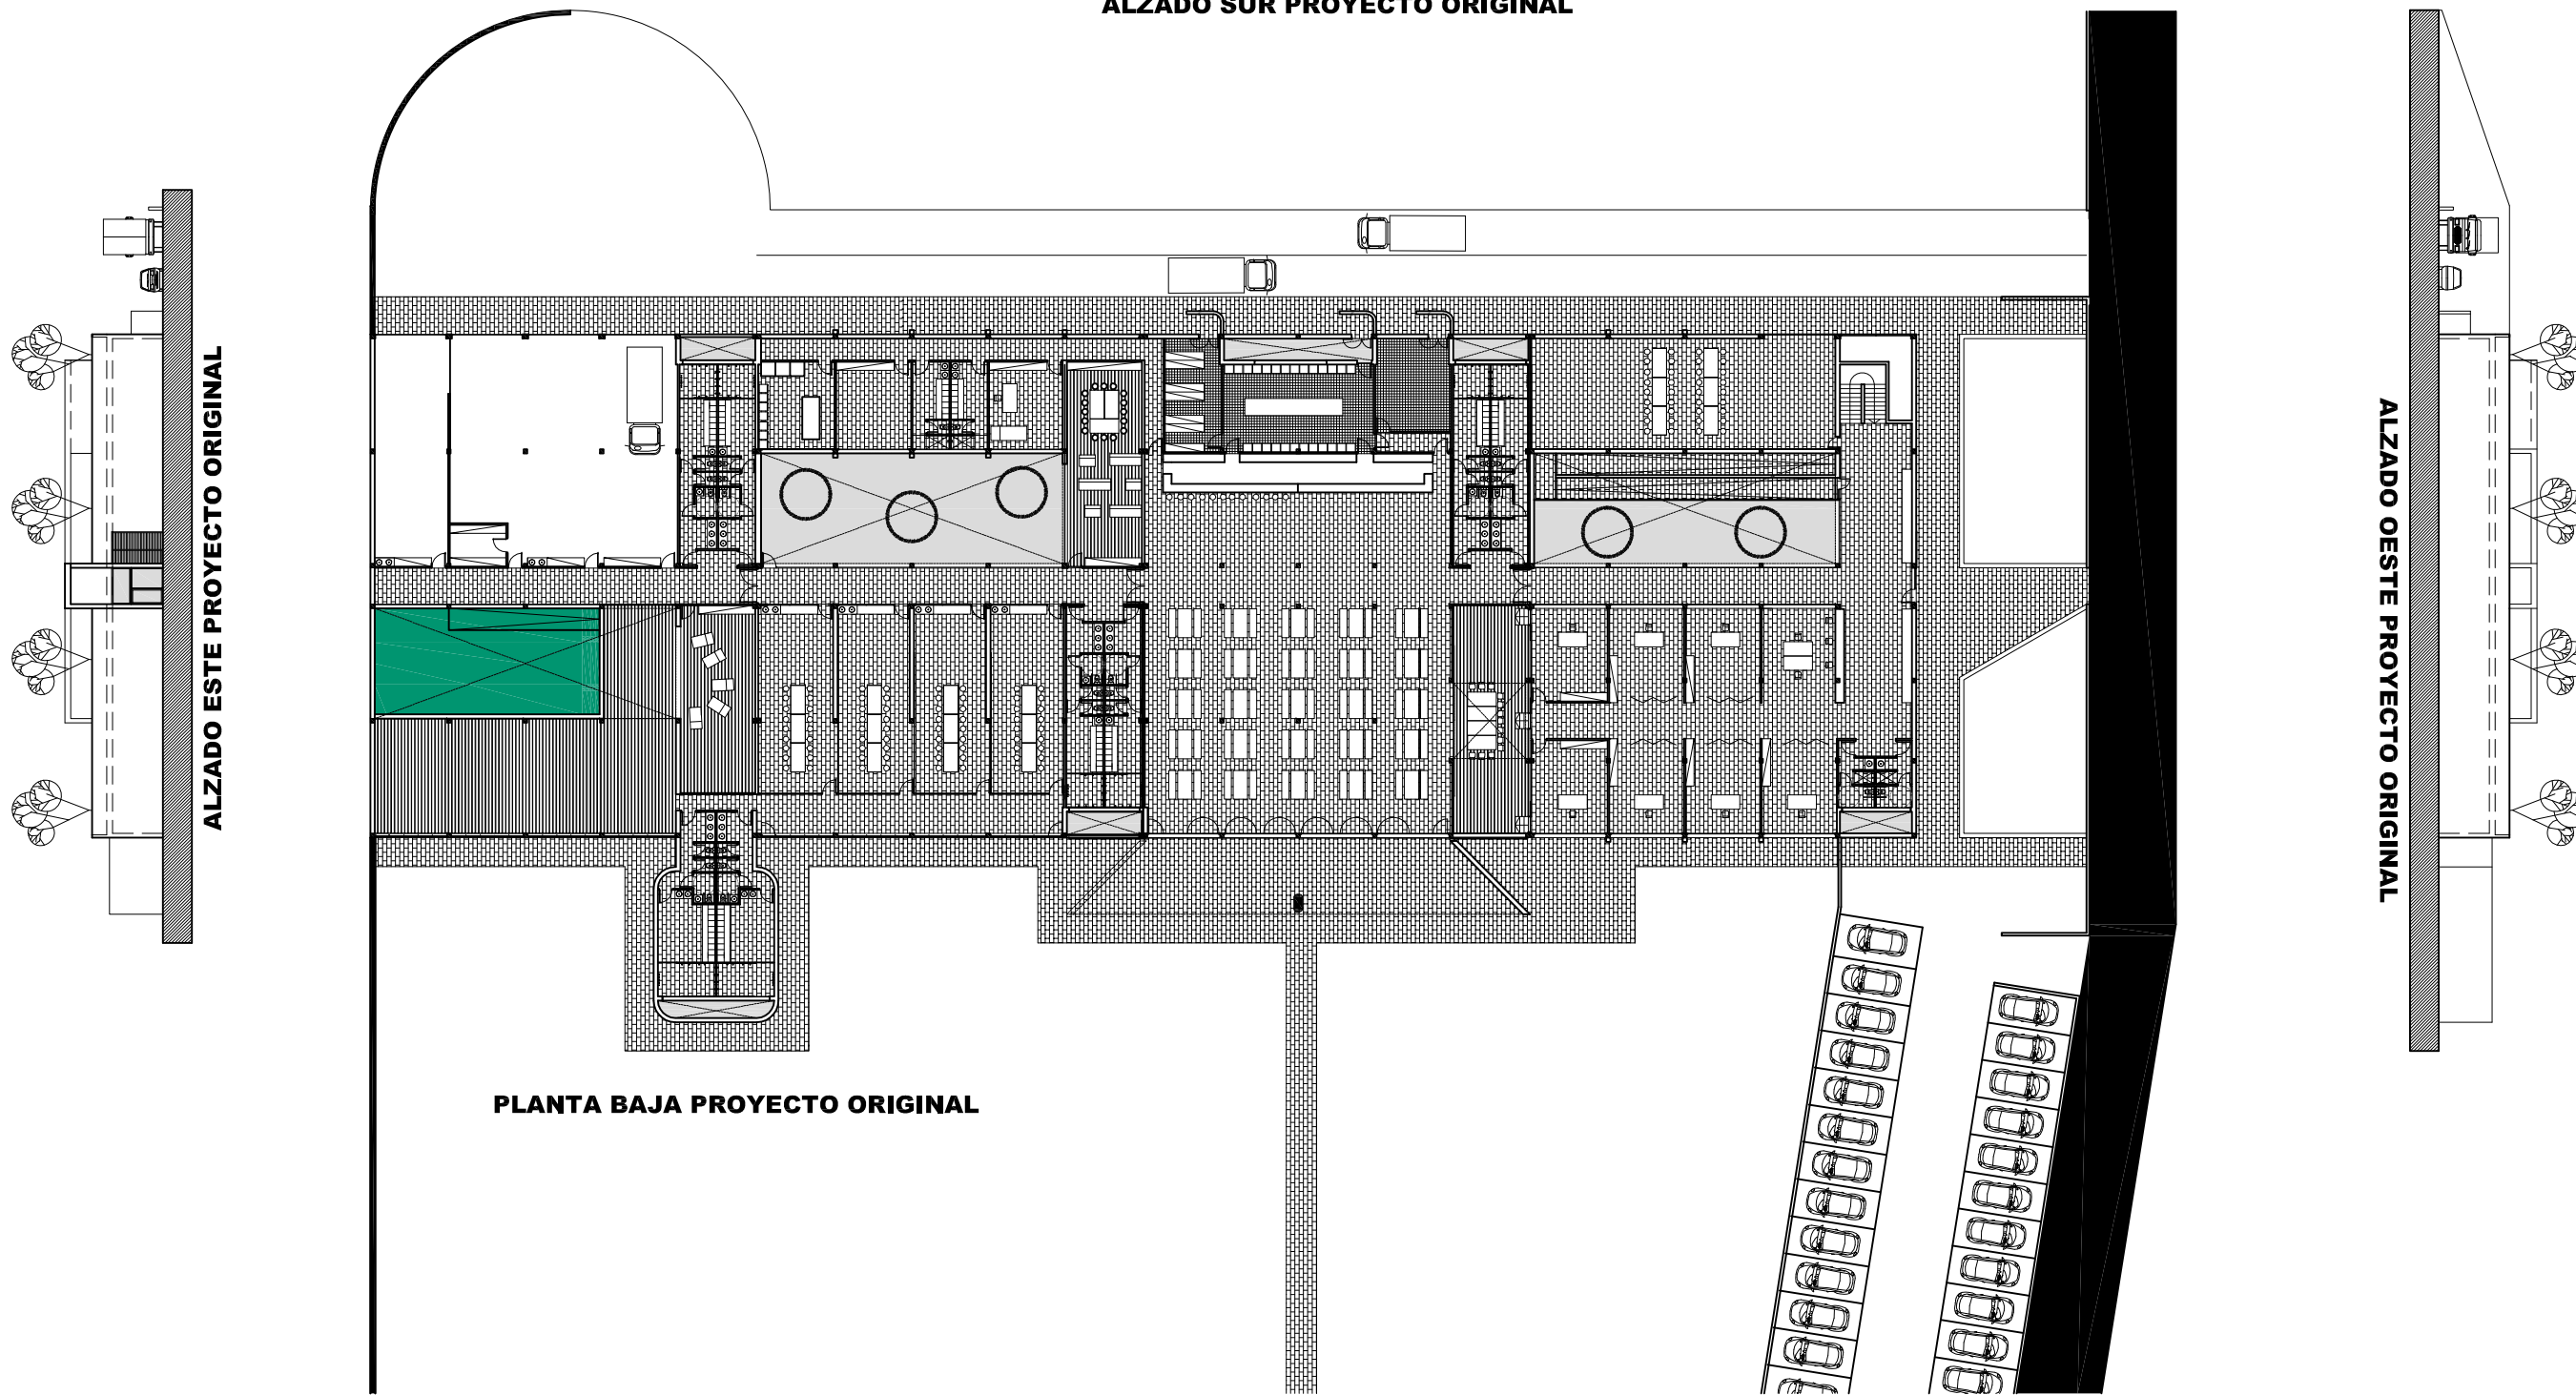 ALZADO SUR PROYECTO ORIGINAL
ALZADO ESTE PROYECTO ORIGINAL
ALZADO OESTE PROYECTO ORIGINAL
PLANTA BAJA PROYECTO ORIGINAL